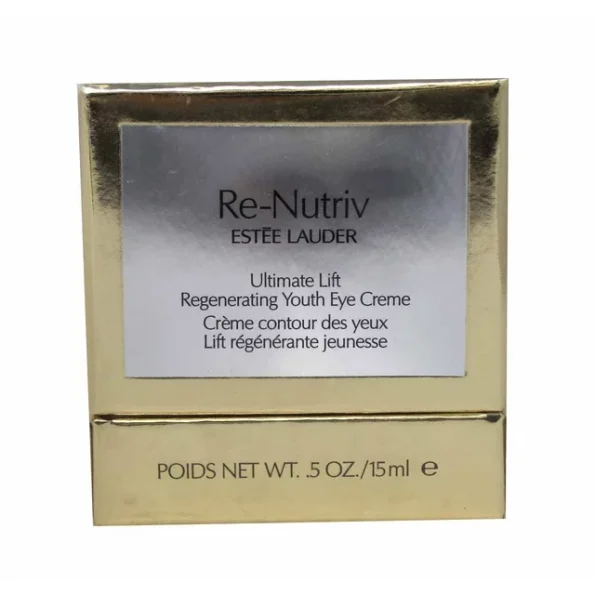 Re-Nutriv
ESTĒE LAUDER
Ultimate Lift
Regenerating Youth Eye Creme
Crème contour des yeux
Lift régénérante jeunesse
POIDS NET WT. .5 OZ./15ml ℮